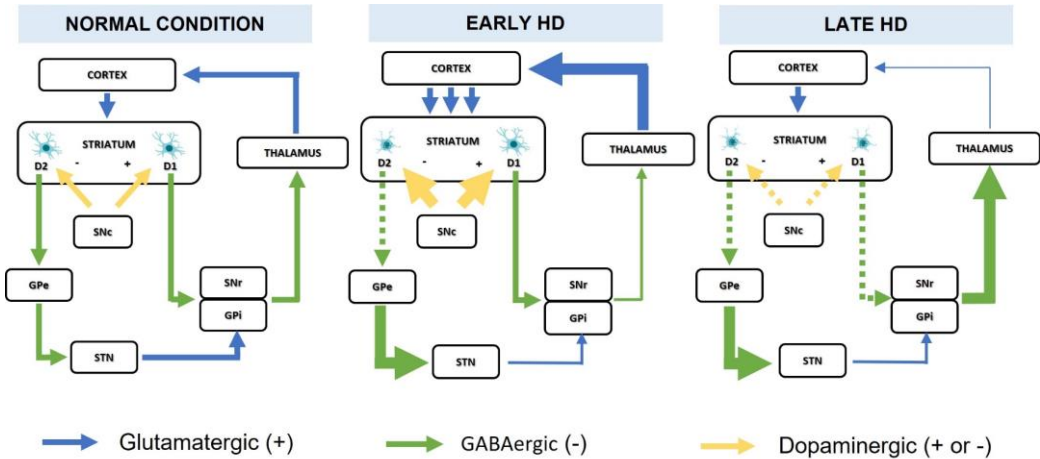 NORMAL CONDITION
CORTEX
STRIATUM
- +
D2 D1
THALAMUS
SNc
GPe
SNr
GPi
STN
EARLY HD
CORTEX
STRIATUM
- +
D2 D1
THALAMUS
SNc
GPe
SNr
GPi
STN
LATE HD
CORTEX
STRIATUM
- +
D2 D1
THALAMUS
SNc
GPe
SNr
GPi
STN
Glutamatergic (+)
GABAergic (-)
Dopaminergic (+ or -)